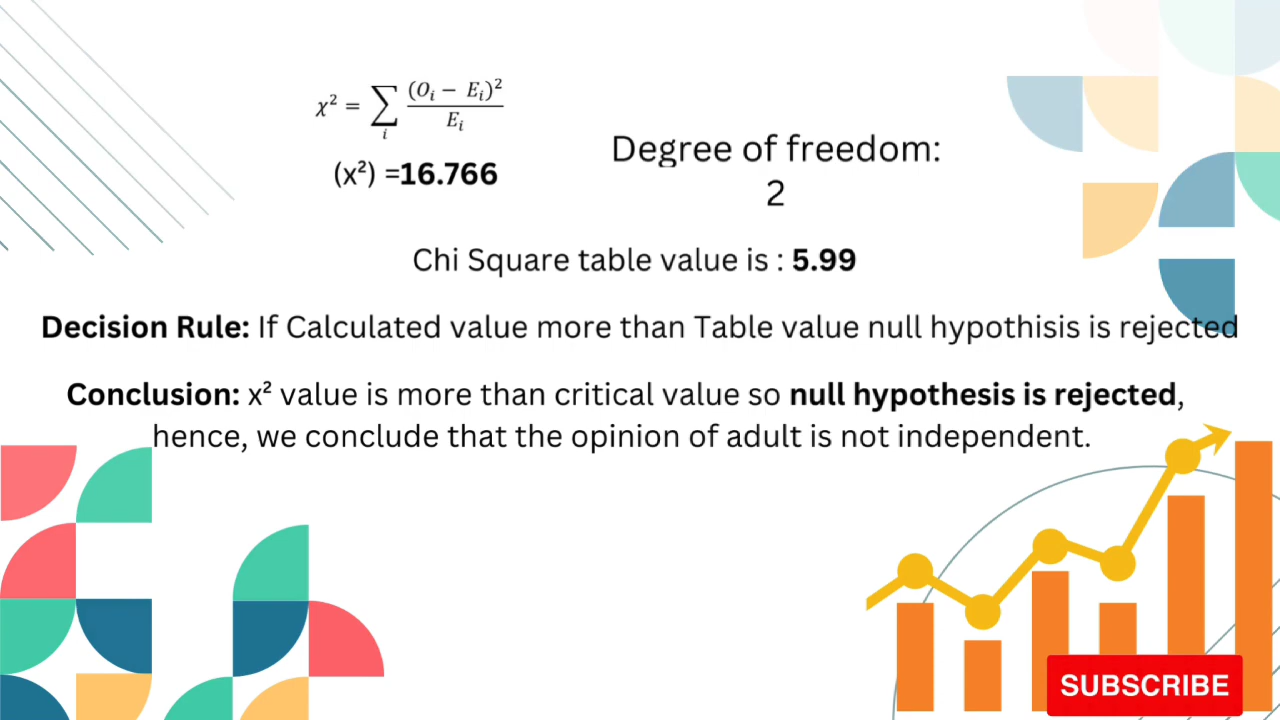 χ² = ∑ᵢ (Oᵢ − Eᵢ)² / Eᵢ
(x²) =16.766
Degree of freedom:
2
Chi Square table value is : 5.99
Decision Rule: If Calculated value more than Table value null hypothisis is rejected
Conclusion: x² value is more than critical value so null hypothesis is rejected,
hence, we conclude that the opinion of adult is not independent.
SUBSCRIBE